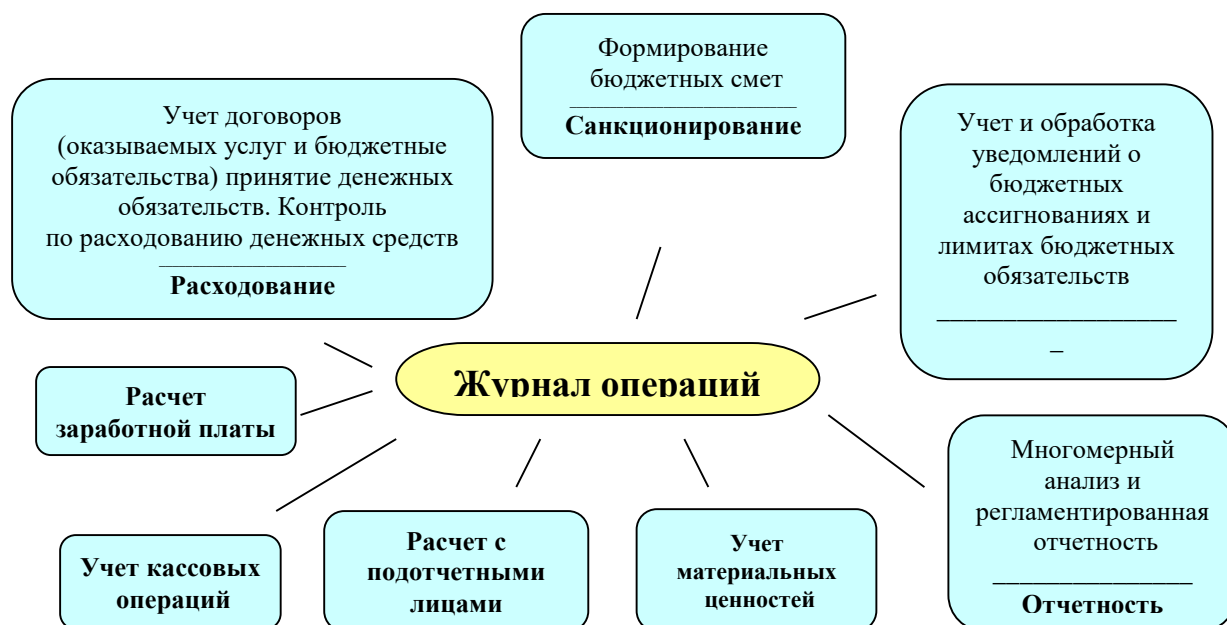 Формирование
бюджетных смет
Санкционирование
Учет договоров
(оказываемых услуг и бюджетные
обязательства) принятие денежных
обязательств. Контроль
по расходованию денежных средств
Расходование
Учет и обработка
уведомлений о
бюджетных
ассигнованиях и
лимитах бюджетных
обязательств
Журнал операций
Расчет
заработной платы
Многомерный
анализ и
регламентированная
отчетность
Отчетность
Учет кассовых
операций
Расчет с
подотчетными
лицами
Учет
материальных
ценностей